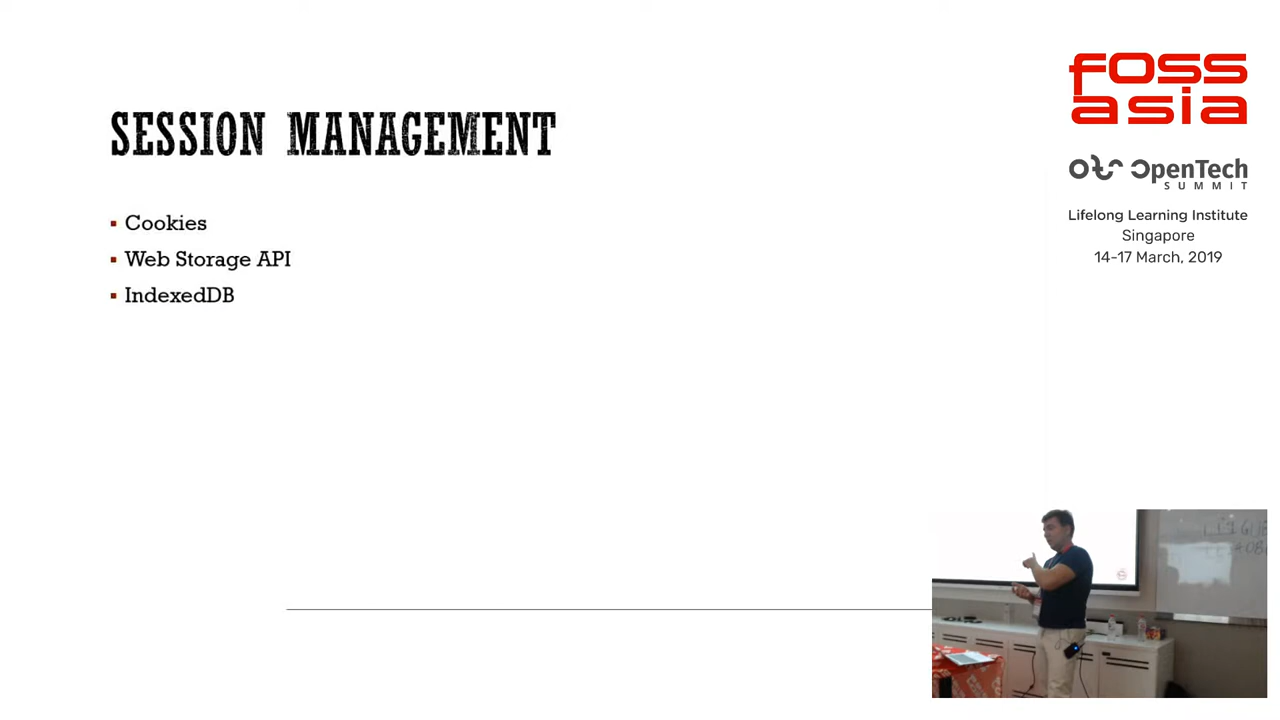 SESSION MANAGEMENT
▪ Cookies
▪ Web Storage API
▪ IndexedDB
fOSS
asia
OpenTech
SUMMIT
Lifelong Learning Institute
Singapore
14-17 March, 2019